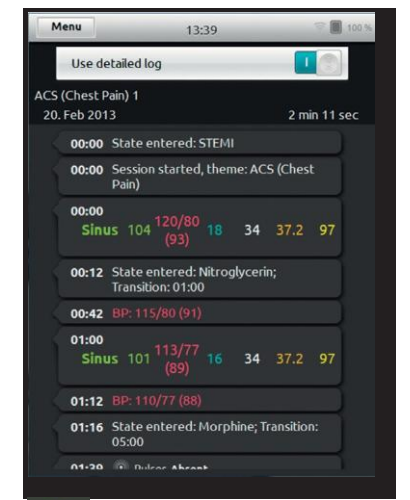 Menu 13:39 100 %
Use detailed log I
ACS (Chest Pain) 1
20. Feb 2013 2 min 11 sec
00:00 State entered: STEMI
00:00 Session started, theme: ACS (Chest
Pain)
00:00
Sinus 104 120/80 18 34 37.2 97
(93)
00:12 State entered: Nitroglycerin;
Transition: 01:00
00:42 BP: 115/80 (91)
01:00
Sinus 101 113/77 16 34 37.2 97
(89)
01:12 BP: 110/77 (88)
01:16 State entered: Morphine; Transition:
05:00
01:39 Pulses Absent